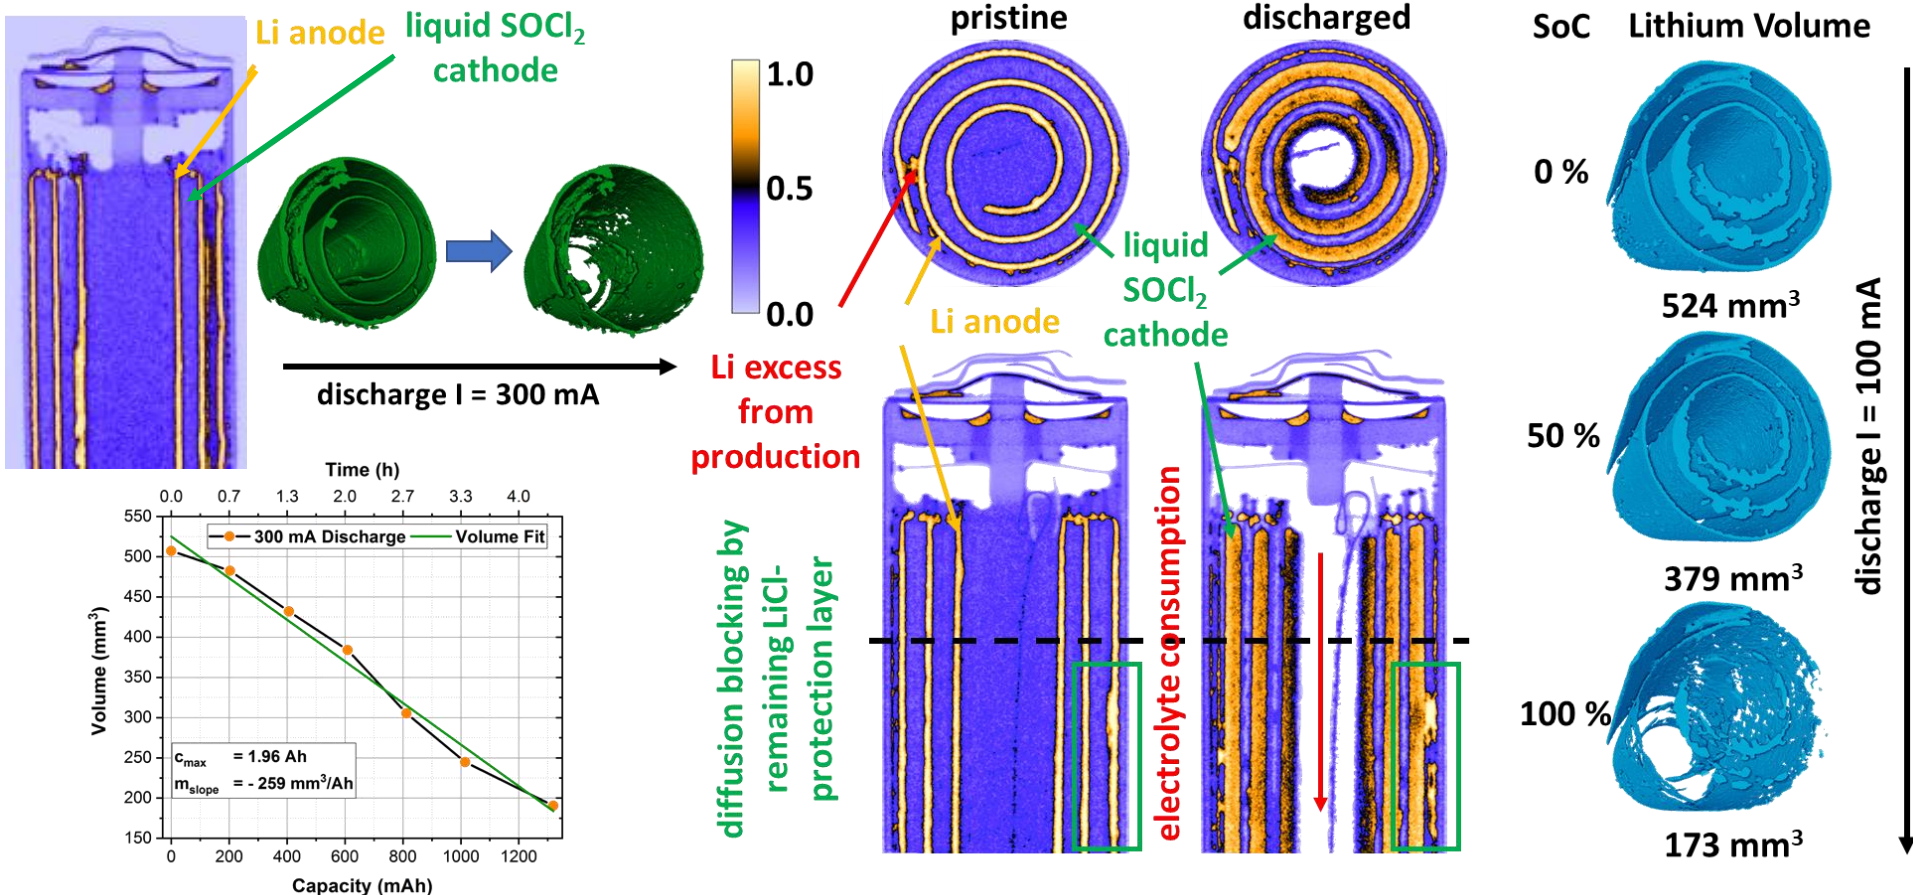 Li anode
liquid SOCl₂
cathode
discharge I = 300 mA
1.0
0.5
0.0
Time (h)
0.0 0.7 1.3 2.0 2.7 3.3 4.0
550
500
450
400
350
300
250
200
150
Volume (mm³)
300 mA Discharge
Volume Fit
c_max = 1.96 Ah
m_slope = - 259 mm³/Ah
0 200 400 600 800 1000 1200
Capacity (mAh)
pristine
discharged
Li excess
from
production
Li anode
liquid
SOCl₂
cathode
diffusion blocking by
remaining LiCl-
protection layer
electrolyte consumption
SoC Lithium Volume
0 %
524 mm³
50 %
379 mm³
100 %
173 mm³
discharge I = 100 mA